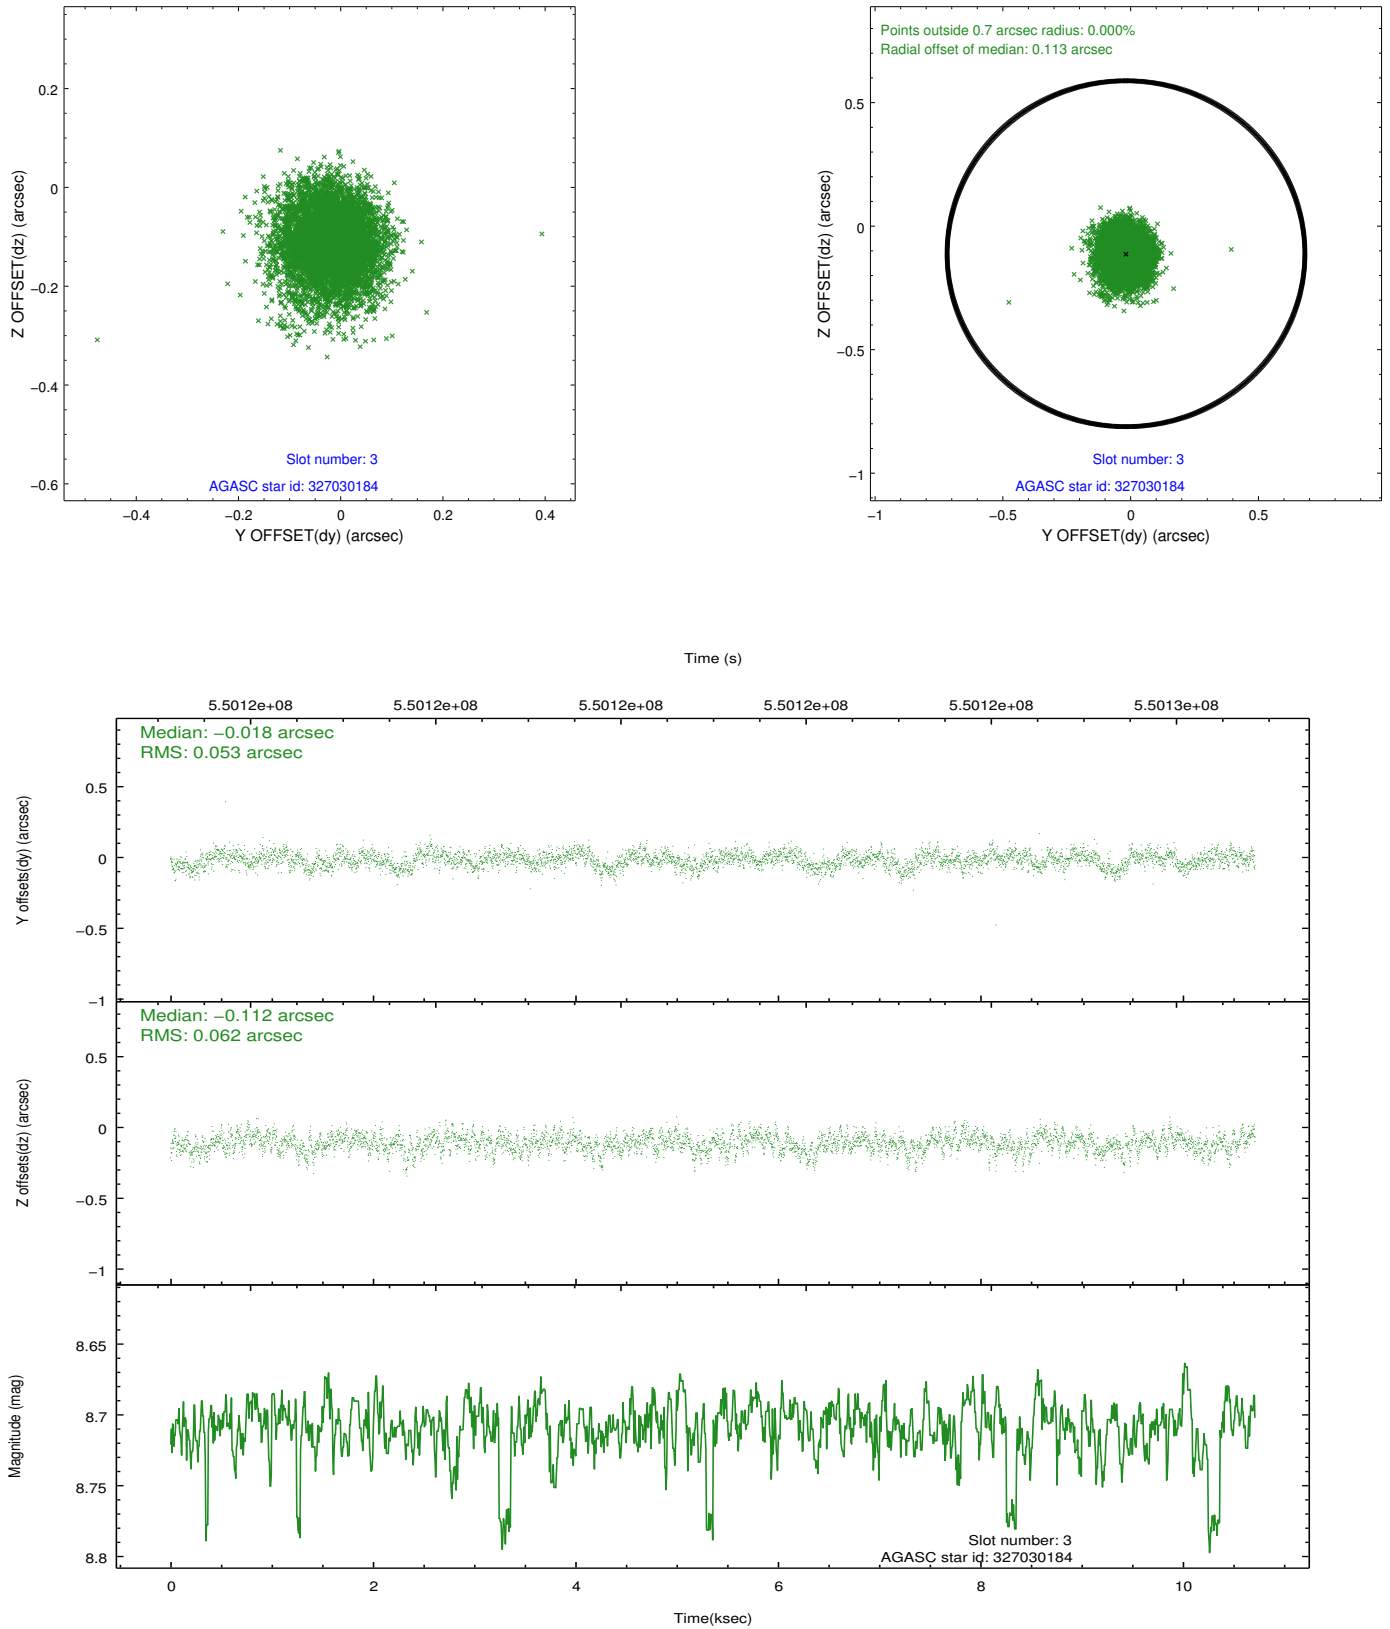 0.2
0
−0.2
−0.4
−0.6
Z OFFSET(dz) (arcsec)
Slot number: 3
AGASC star id: 327030184
−0.4
−0.2
0
0.2
0.4
Y OFFSET(dy) (arcsec)
Points outside 0.7 arcsec radius: 0.000%
Radial offset of median: 0.113 arcsec
0.5
0
−0.5
−1
Z OFFSET(dz) (arcsec)
Slot number: 3
AGASC star id: 327030184
−1
−0.5
0
0.5
Y OFFSET(dy) (arcsec)
Time (s)
5.5012e+08
5.5012e+08
5.5012e+08
5.5012e+08
5.5012e+08
5.5013e+08
Median: −0.018 arcsec
RMS: 0.053 arcsec
0.5
0
−0.5
−1
Y offsets(dy) (arcsec)
Median: −0.112 arcsec
RMS: 0.062 arcsec
0.5
0
−0.5
−1
Z offsets(dz) (arcsec)
8.65
8.7
8.75
8.8
Magnitude (mag)
Slot number: 3
AGASC star id: 327030184
0
2
4
6
8
10
Time(ksec)